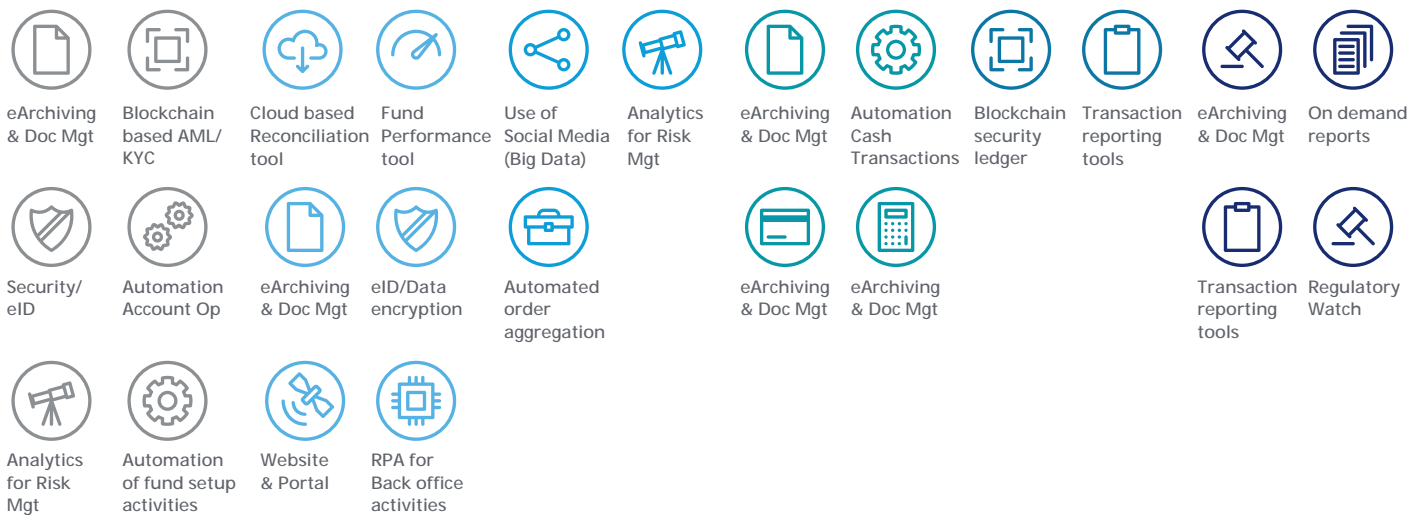 eArchiving
& Doc Mgt
Blockchain
based AML/
KYC
Cloud based
Reconciliation
tool
Fund
Performance
tool
Use of
Social Media
(Big Data)
Analytics
for Risk
Mgt
eArchiving
& Doc Mgt
Automation
Cash
Transactions
Blockchain
security
ledger
Transaction
reporting
tools
eArchiving
& Doc Mgt
On demand
reports
Security/
eID
Automation
Account Op
eArchiving
& Doc Mgt
eID/Data
encryption
Automated
order
aggregation
eArchiving
& Doc Mgt
eArchiving
& Doc Mgt
Transaction
reporting
tools
Regulatory
Watch
Analytics
for Risk
Mgt
Automation
of fund setup
activities
Website
& Portal
RPA for
Back office
activities